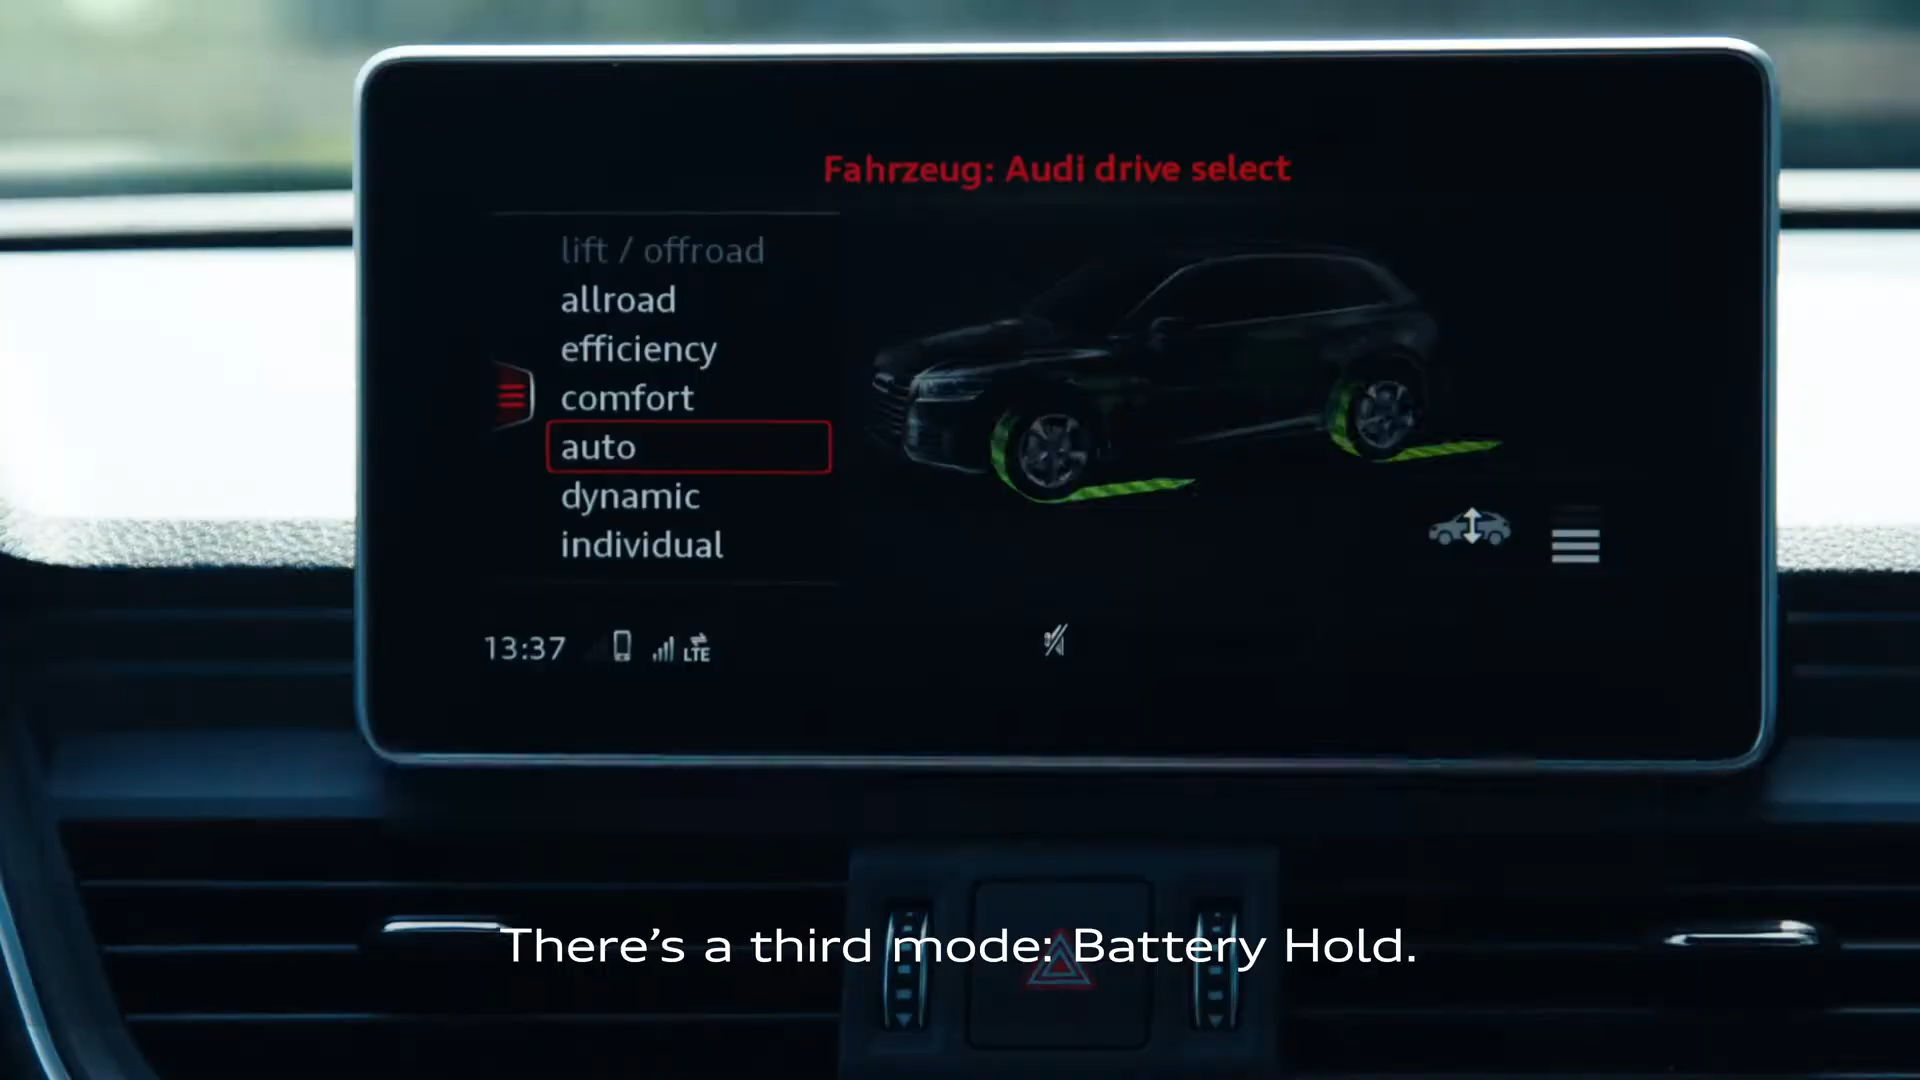 Fahrzeug: Audi drive select
lift / offroad
allroad
efficiency
comfort
auto
dynamic
individual
13:37
LTE
There's a third mode: Battery Hold.